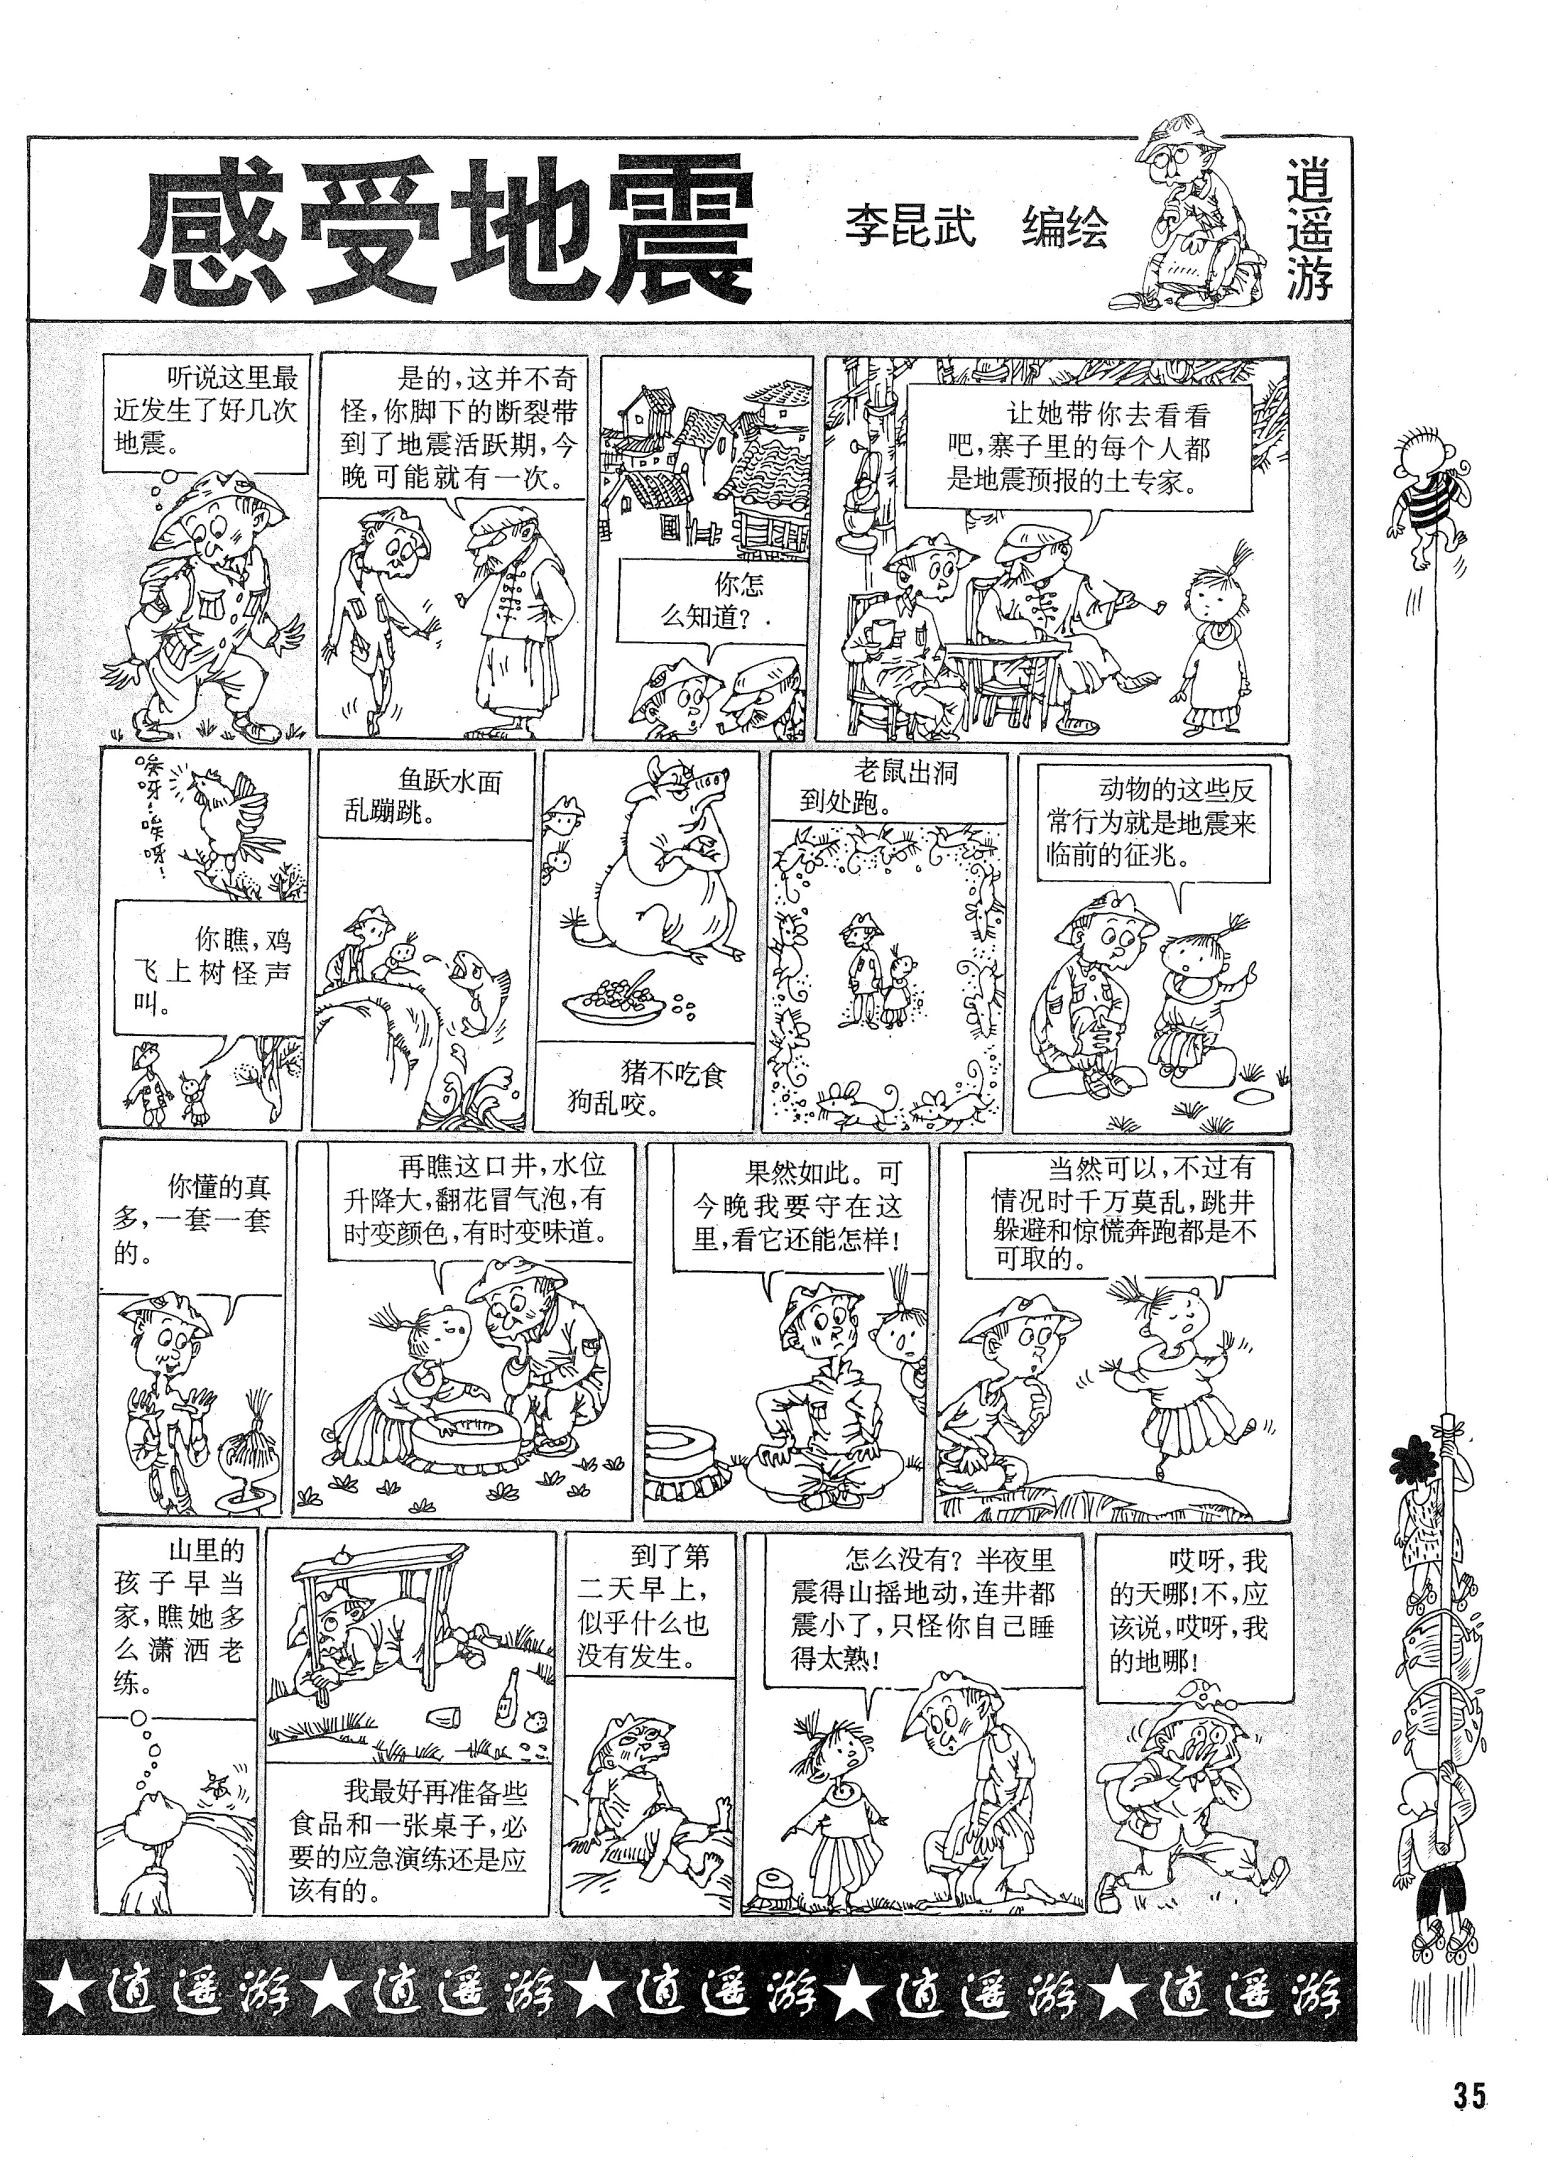 感受地震
李昆武 编绘
逍遥游
听说这里最
近发生了好几次
地震。
是的，这并不奇
怪，你脚下的断裂带
到了地震活跃期，今
晚可能就有一次。
你怎
么知道？
让她带你去看看
吧，寨子里的每个人都
是地震预报的土专家。
唉呀！唉呀！
你瞧，鸡
飞上树怪声
叫。
鱼跃水面
乱蹦跳。
猪不吃食
狗乱咬。
老鼠出洞
到处跑。
动物的这些反
常行为就是地震来
临前的征兆。
你懂的真
多，一套一套
的。
再瞧这口井，水位
升降大，翻花冒气泡，有
时变颜色，有时变味道。
果然如此。可
今晚我要守在这
里，看它还能怎样！
当然可以，不过有
情况时千万莫乱，跳井
躲避和惊慌奔跑都是不
可取的。
山里的
孩子早当
家，瞧她多
么潇洒老
练。
我最好再准备些
食品和一张桌子，必
要的应急演练还是应
该有的。
到了第
二天早上，
似乎什么也
没有发生。
怎么没有？半夜里
震得山摇地动，连井都
震小了，只怪你自己睡
得太熟！
哎呀，我
的天哪！不，应
该说，哎呀，我
的地哪！
★逍遥游★逍遥游★逍遥游★逍遥游★逍遥游
35